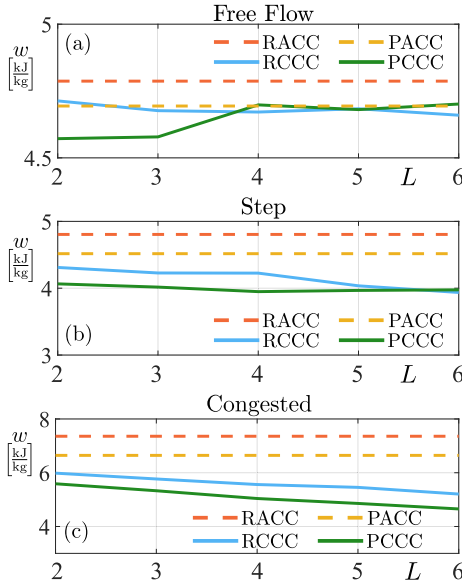 Free Flow
5
(a)
RACC PACC
RCCC PCCC
w
[kJ/kg]
4.5
2 3 4 5 L 6
Step
5
w
[kJ/kg]
4
(b)
RACC PACC
RCCC PCCC
3
2 3 4 5 L 6
Congested
8
w
[kJ/kg]
6
4
(c)
RACC PACC
RCCC PCCC
2 3 4 5 L 6